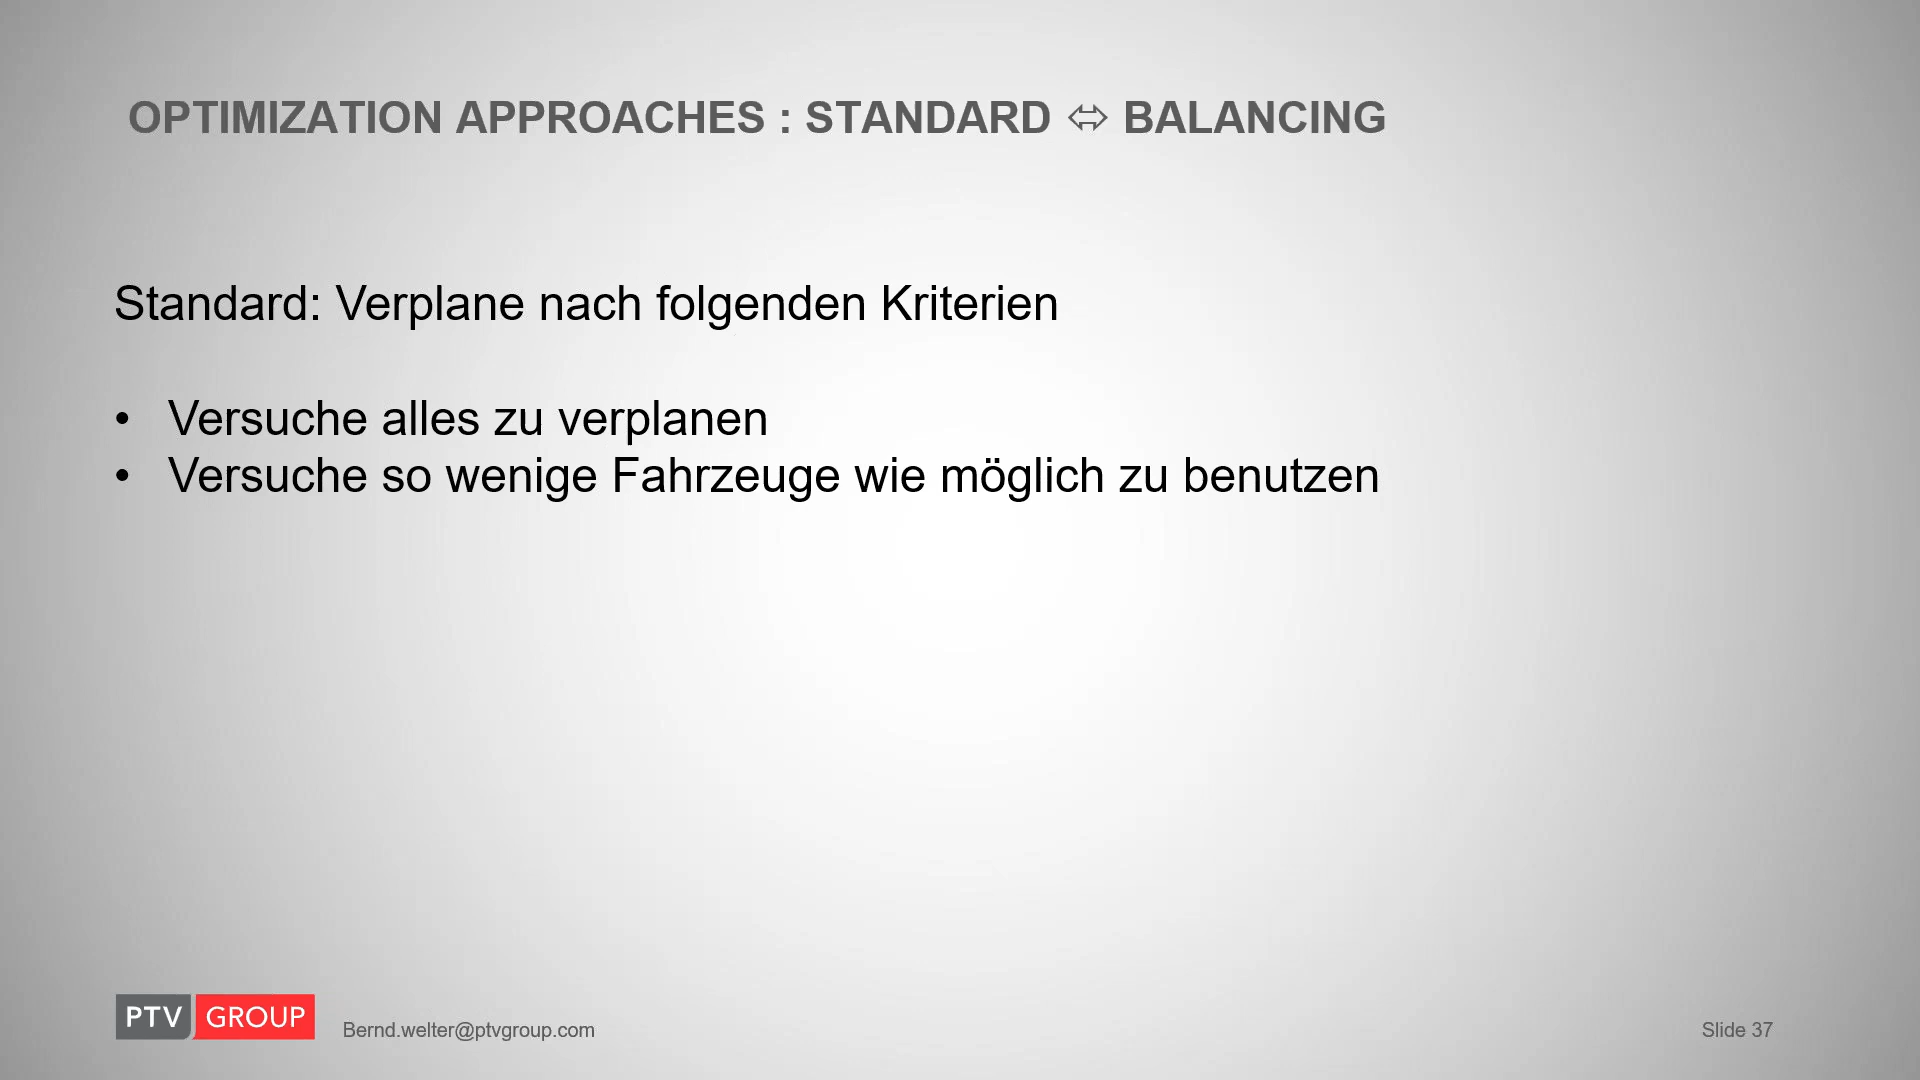 OPTIMIZATION APPROACHES : STANDARD ⬄ BALANCING
Standard: Verplane nach folgenden Kriterien
• Versuche alles zu verplanen
• Versuche so wenige Fahrzeuge wie möglich zu benutzen
PTV GROUP
Bernd.welter@ptvgroup.com
Slide 37